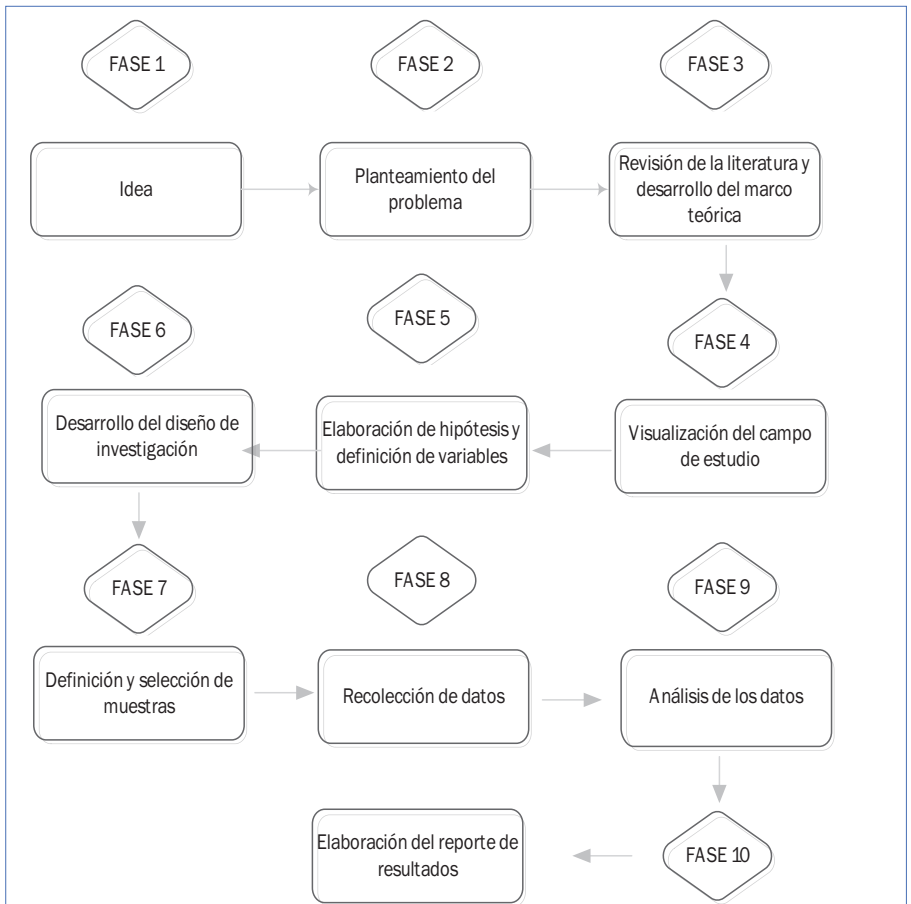 FASE 1
FASE 2
FASE 3
Idea
Planteamiento del
problema
Revisión de la literatura y
desarrollo del marco
teórica
FASE 6
FASE 5
FASE 4
Desarrollo del diseño de
investigación
Elaboración de hipótesis y
definición de variables
Visualización del campo
de estudio
FASE 7
FASE 8
FASE 9
Definición y selección de
muestras
Recolección de datos
Análisis de los datos
Elaboración del reporte de
resultados
FASE 10